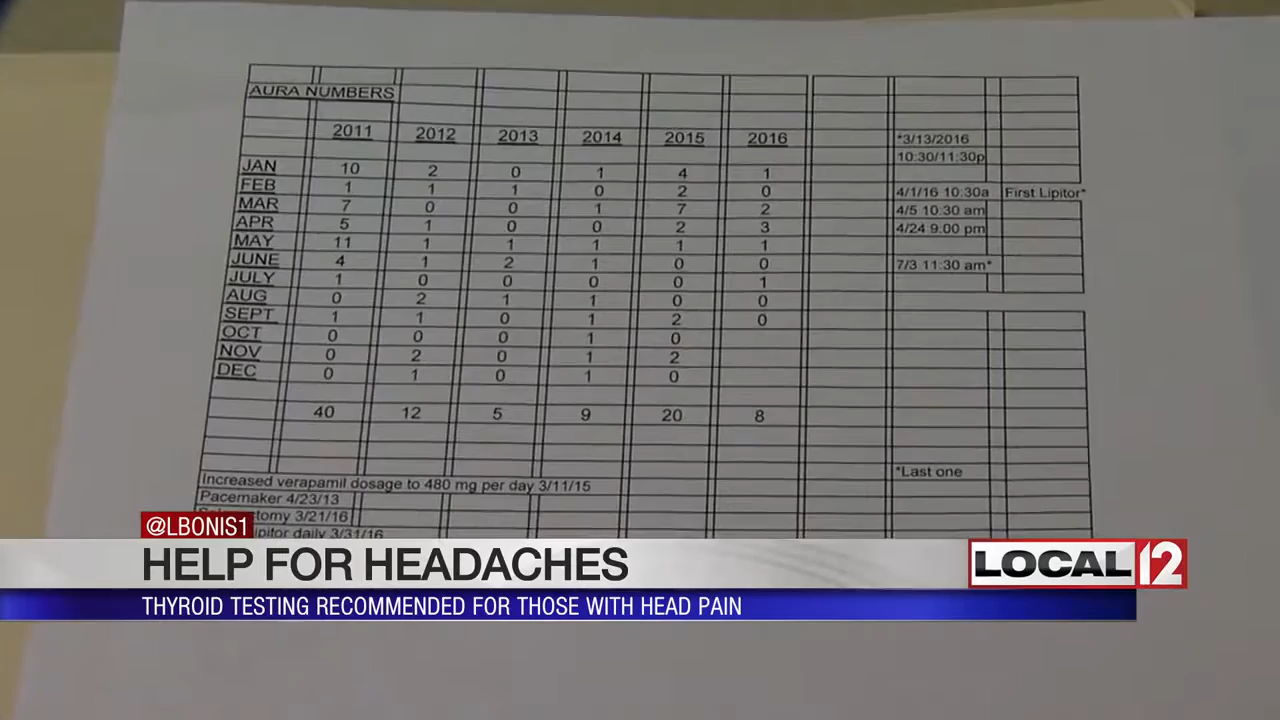 AURA NUMBERS
2011 2012 2013 2014 2015 2016 *3/13/2016
10:30/11:30p
JAN 10 2 0 1 4 1
FEB 1 1 1 0 2 0 4/1/16 10:30a First Lipitor*
MAR 7 0 0 1 7 2 4/5 10:30 am
APR 5 1 0 0 2 3 4/24 9:00 pm
MAY 11 1 1 1 1 1
JUNE 4 1 2 1 0 0 7/3 11:30 am*
JULY 1 0 0 0 0 1
AUG 0 2 1 1 0 0
SEPT 1 1 0 1 2 0
OCT 0 0 0 1 0
NOV 0 2 0 1 2
DEC 0 1 0 1 0
40 12 5 9 20 8
*Last one
Increased verapamil dosage to 480 mg per day 3/11/15
Pacemaker 4/23/13
3/21/16
daily 3/31/16
@LBONIS1
HELP FOR HEADACHES
LOCAL 12
THYROID TESTING RECOMMENDED FOR THOSE WITH HEAD PAIN